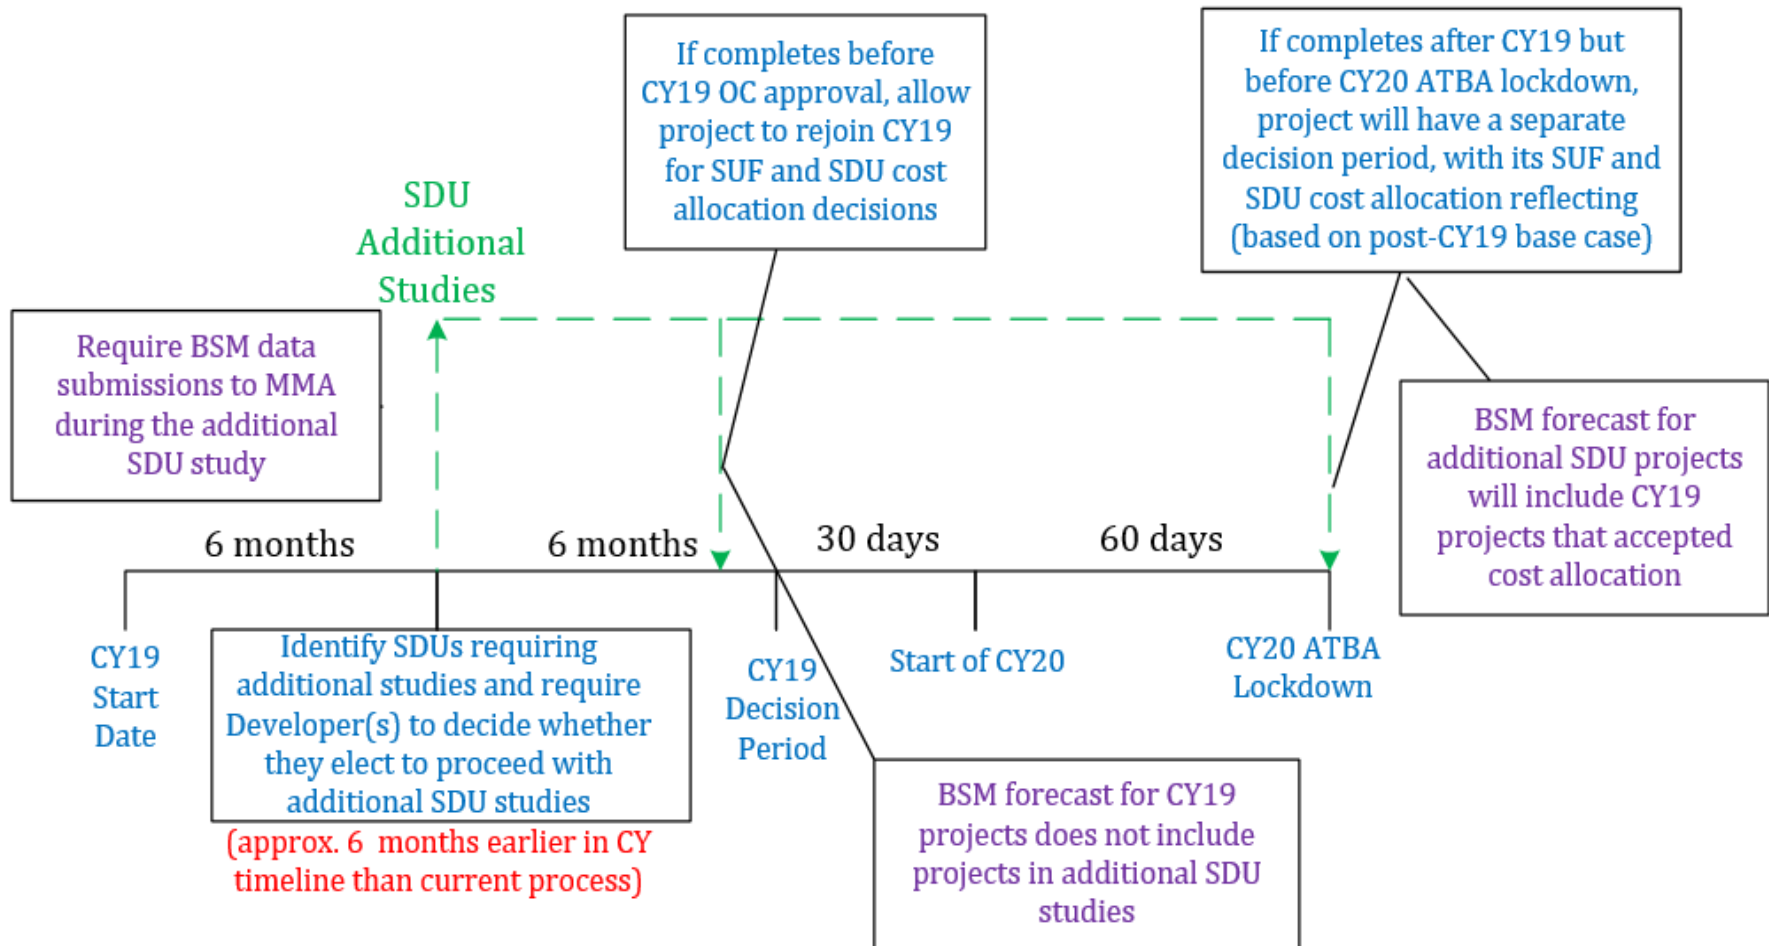 If completes before
CY19 OC approval, allow
project to rejoin CY19
for SUF and SDU cost
allocation decisions
If completes after CY19 but
before CY20 ATBA lockdown,
project will have a separate
decision period, with its SUF and
SDU cost allocation reflecting
(based on post-CY19 base case)
SDU
Additional
Studies
Require BSM data
submissions to MMA
during the additional
SDU study
BSM forecast for
additional SDU projects
will include CY19
projects that accepted
cost allocation
6 months
6 months
30 days
60 days
CY19
Start
Date
Identify SDUs requiring
additional studies and require
Developer(s) to decide whether
they elect to proceed with
additional SDU studies
(approx. 6 months earlier in CY
timeline than current process)
CY19
Decision
Period
Start of CY20
CY20 ATBA
Lockdown
BSM forecast for CY19
projects does not include
projects in additional SDU
studies